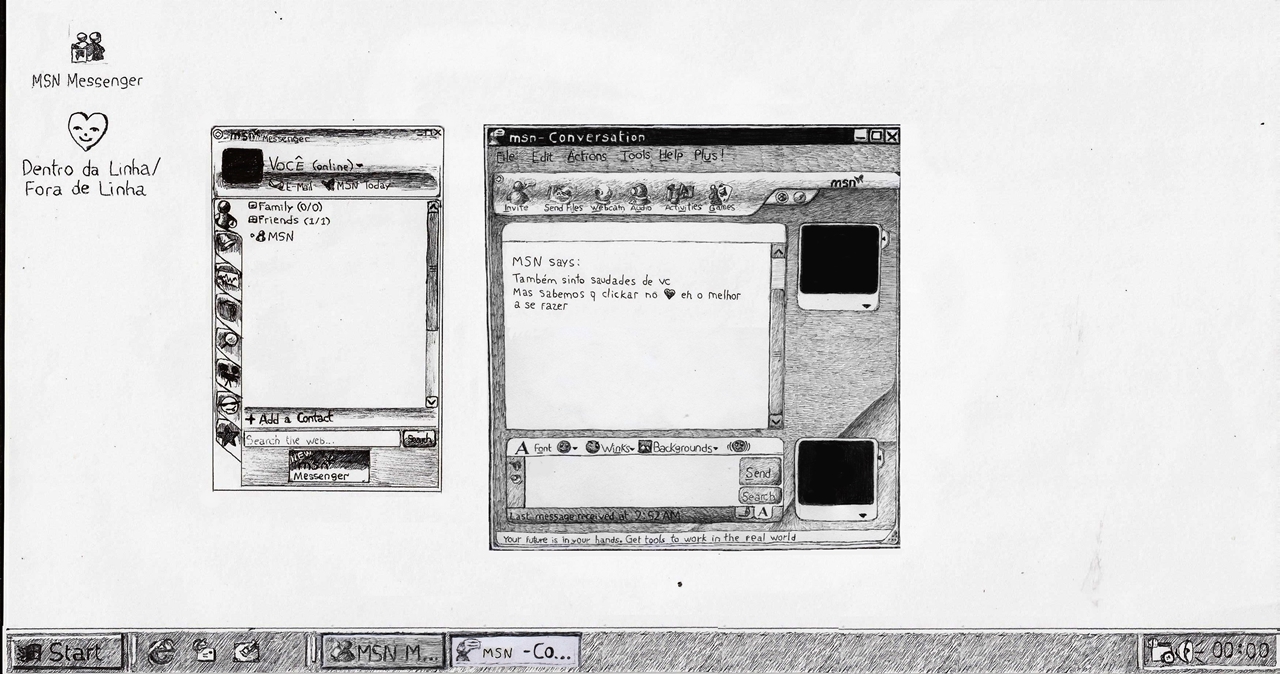 MSN Messenger
Dentro da Linha/
Fora de Linha
msn Messenger
VOCÊ (online)
E-Mail MSN Today
Family (0/0)
Friends (1/1)
MSN
+ Add a Contact
Search the web...
Search
NEW
msn
Messenger
msn - Conversation
File Edit Actions Tools Help Plus!
msn
Invite Send Files Webcam Audio Activities Games
MSN says:
Também sinto saudades de vc
Mas sabemos q clickar no ♥ eh o melhor
a se razer
A Font Winks Backgrounds
Send
Search
A
Last message received at 2:52 AM
Your future is in your hands. Get tools to work in the real world
Start
MSN M...
MSN -Co...
00:00